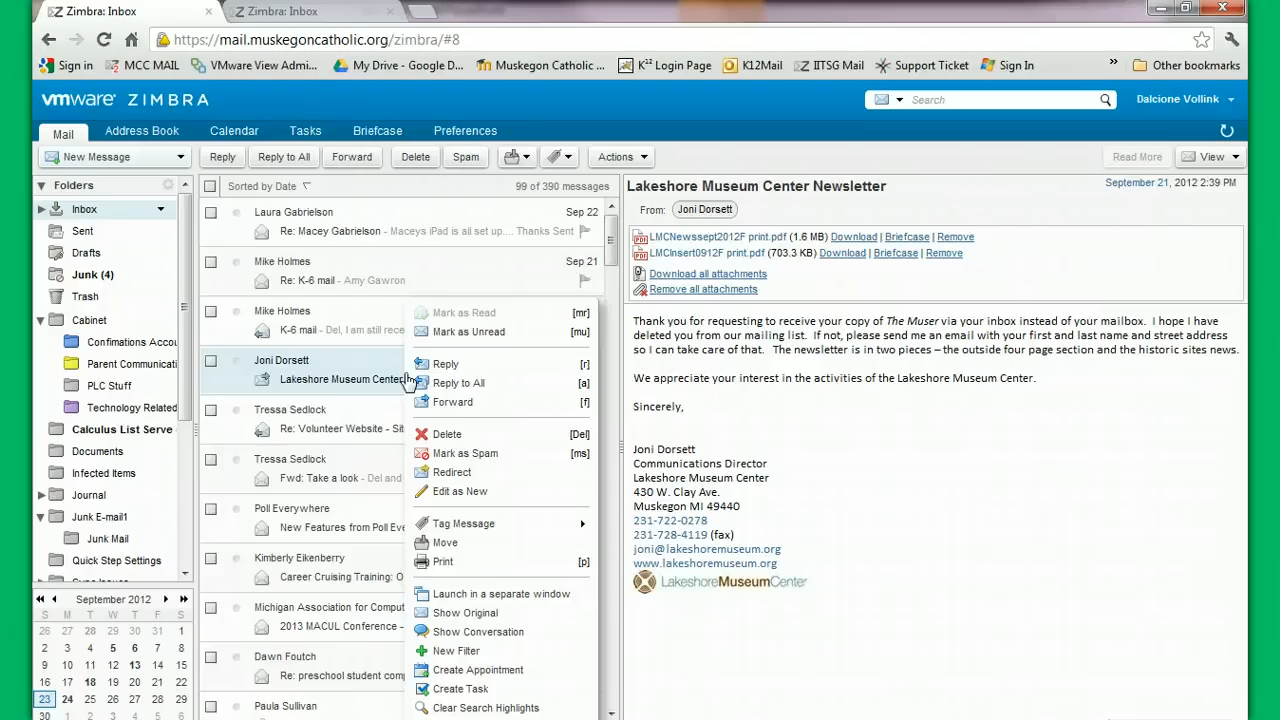 Zimbra: Inbox × Zimbra: Inbox ×
https://mail.muskegoncatholic.org/zimbra/#8
Sign in MCC MAIL VMware View Admi... My Drive - Google D... Muskegon Catholic ... K¹² Login Page K12Mail IITSG Mail Support Ticket Sign In » Other bookmarks
vmware ZIMBRA Search Dalcione Vollink
Mail Address Book Calendar Tasks Briefcase Preferences
New Message Reply Reply to All Forward Delete Spam Actions Read More View
Folders
Inbox
Sent
Drafts
Junk (4)
Trash
Cabinet
Confimations Accou
Parent Communicati
PLC Stuff
Technology Related
Calculus List Serve
Documents
Infected Items
Journal
Junk E-mail1
Junk Mail
Quick Step Settings
September 2012
S M T W T F S
26 27 28 29 30 31 1
2 3 4 5 6 7 8
9 10 11 12 13 14 15
16 17 18 19 20 21 22
23 24 25 26 27 28 29
30 1 2 3 4 5 6
Sorted by Date 99 of 390 messages
Laura Gabrielson Sep 22
Re: Macey Gabrielson - Maceys iPad is all set up.... Thanks Sent
Mike Holmes Sep 21
Re: K-6 mail - Amy Gawron
Mike Holmes
K-6 mail - Del, I am still rece
Joni Dorsett
Lakeshore Museum Center
Tressa Sedlock
Re: Volunteer Website - Sit
Tressa Sedlock
Fwd: Take a look - Del and
Poll Everywhere
New Features from Poll Eve
Kimberly Eikenberry
Career Cruising Training: O
Michigan Association for Comput
2013 MACUL Conference -
Dawn Foutch
Re: preschool student com
Paula Sullivan
Mark as Read [mr]
Mark as Unread [mu]
Reply [r]
Reply to All [a]
Forward [f]
Delete [Del]
Mark as Spam [ms]
Redirect
Edit as New
Tag Message
Move
Print [p]
Launch in a separate window
Show Original
Show Conversation
New Filter
Create Appointment
Create Task
Clear Search Highlights
Lakeshore Museum Center Newsletter September 21, 2012 2:39 PM
From: Joni Dorsett
LMCNewssept2012F print.pdf (1.6 MB) Download | Briefcase | Remove
LMCInsert0912F print.pdf (703.3 KB) Download | Briefcase | Remove
Download all attachments
Remove all attachments
Thank you for requesting to receive your copy of The Muser via your inbox instead of your mailbox. I hope I have
deleted you from our mailing list. If not, please send me an email with your first and last name and street address
so I can take care of that. The newsletter is in two pieces – the outside four page section and the historic sites news.
We appreciate your interest in the activities of the Lakeshore Museum Center.
Sincerely,
Joni Dorsett
Communications Director
Lakeshore Museum Center
430 W. Clay Ave.
Muskegon MI 49440
231-722-0278
231-728-4119 (fax)
joni@lakeshoremuseum.org
www.lakeshoremuseum.org
LakeshoreMuseumCenter